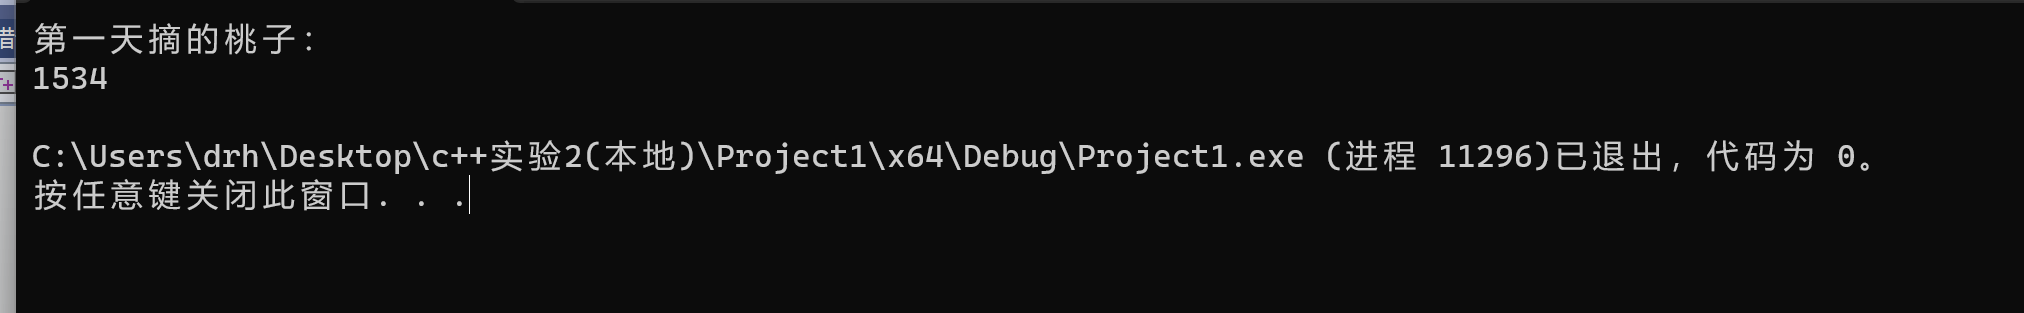 第一天摘的桃子:
1534
C:\Users\drh\Desktop\c++实验2(本地)\Project1\x64\Debug\Project1.exe (进程 11296)已退出，代码为 0。
按任意键关闭此窗口. . .